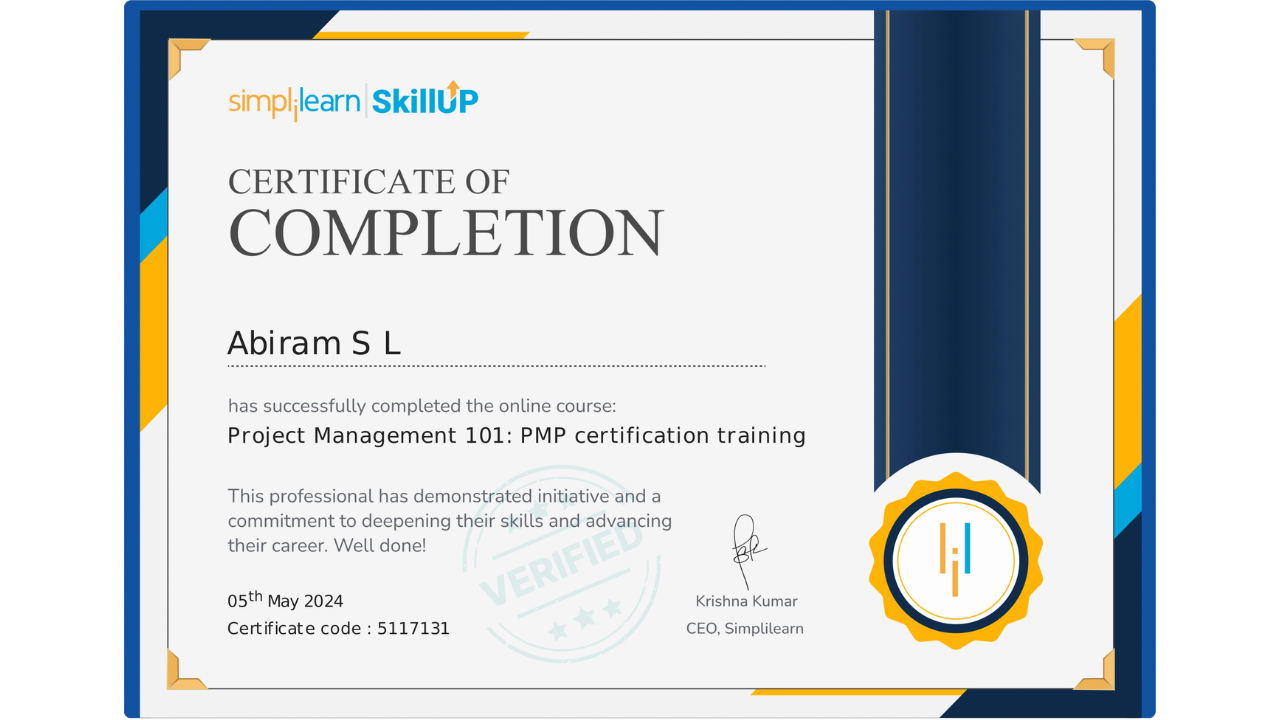 simplilearn | SkillUP
CERTIFICATE OF
COMPLETION
Abiram S L
has successfully completed the online course:
Project Management 101: PMP certification training
This professional has demonstrated initiative and a
commitment to deepening their skills and advancing
their career. Well done!
VERIFIED
05th May 2024
Certificate code : 5117131
Krishna Kumar
CEO, Simplilearn